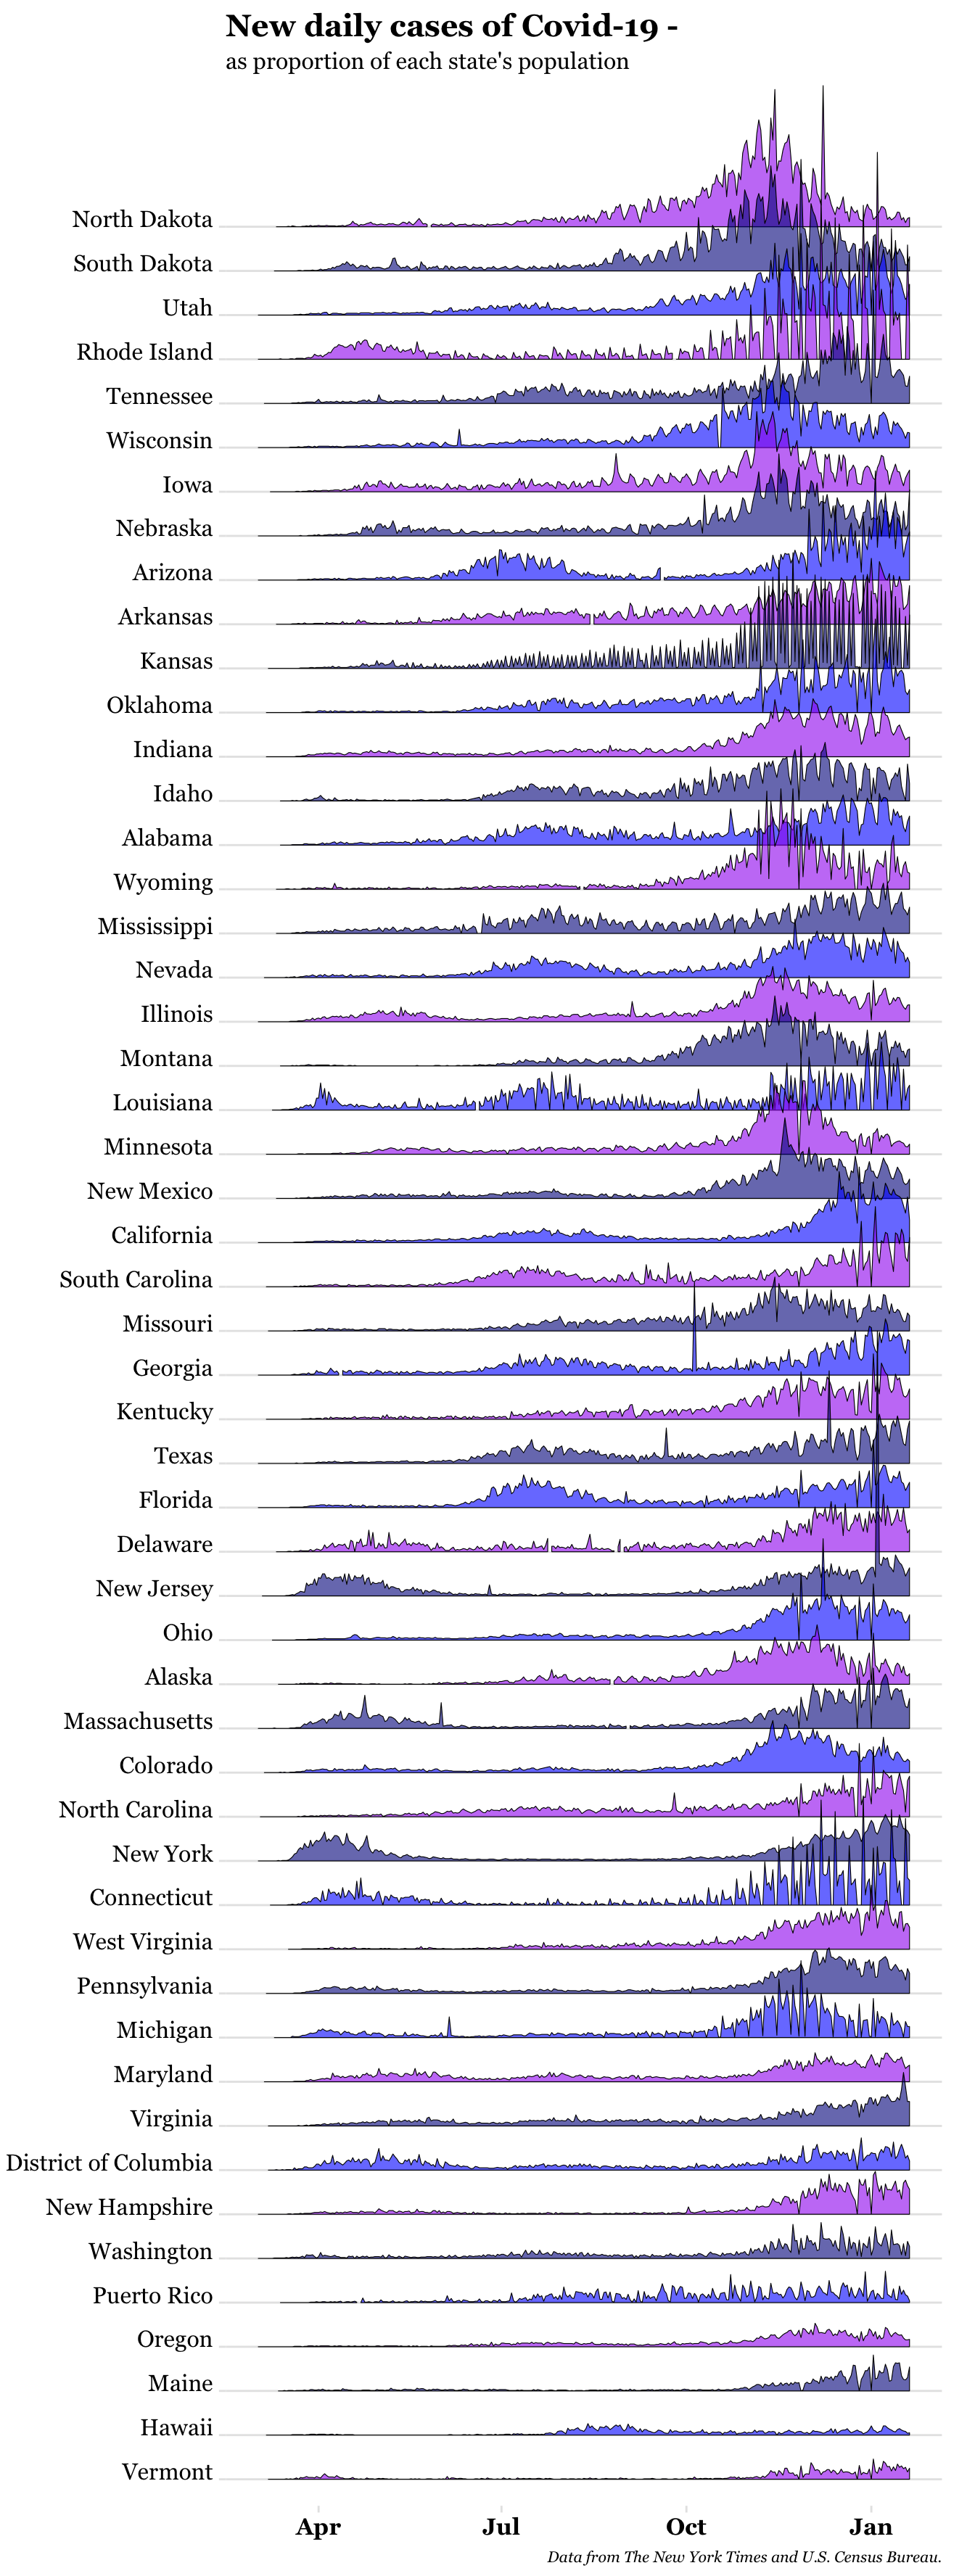 New daily cases of Covid-19 -
as proportion of each state's population
North Dakota
South Dakota
Utah
Rhode Island
Tennessee
Wisconsin
Iowa
Nebraska
Arizona
Arkansas
Kansas
Oklahoma
Indiana
Idaho
Alabama
Wyoming
Mississippi
Nevada
Illinois
Montana
Louisiana
Minnesota
New Mexico
California
South Carolina
Missouri
Georgia
Kentucky
Texas
Florida
Delaware
New Jersey
Ohio
Alaska
Massachusetts
Colorado
North Carolina
New York
Connecticut
West Virginia
Pennsylvania
Michigan
Maryland
Virginia
District of Columbia
New Hampshire
Washington
Puerto Rico
Oregon
Maine
Hawaii
Vermont
Apr Jul Oct Jan
Data from The New York Times and U.S. Census Bureau.